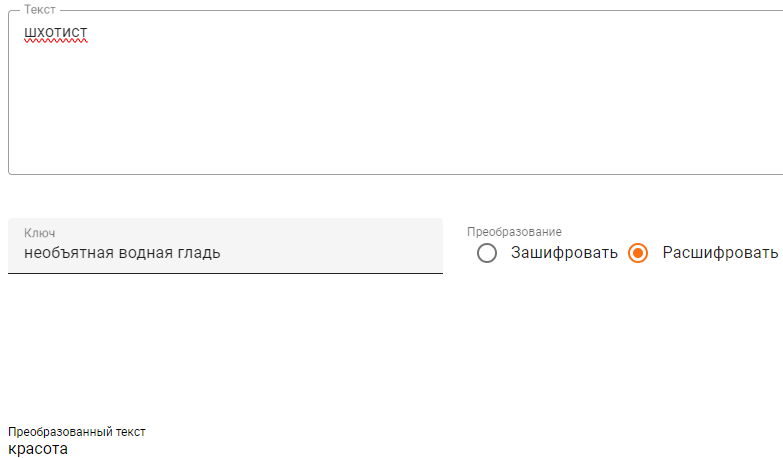 Текст
шхотист
Ключ
необъятная водная гладь
Преобразование
Зашифровать Расшифровать
Преобразованный текст
красота